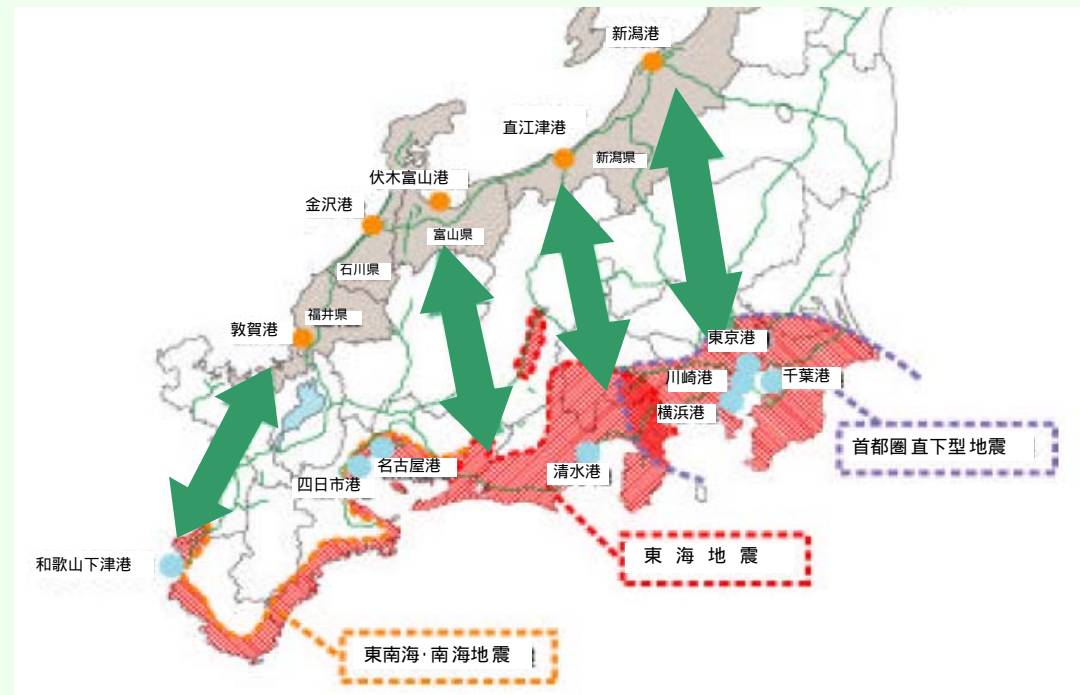 新潟港
直江津港
新潟県
伏木富山港
金沢港
富山県
石川県
福井県
敦賀港
東京港
川崎港
千葉港
横浜港
首都圏直下型地震
名古屋港
四日市港
清水港
東海地震
和歌山下津港
東南海・南海地震